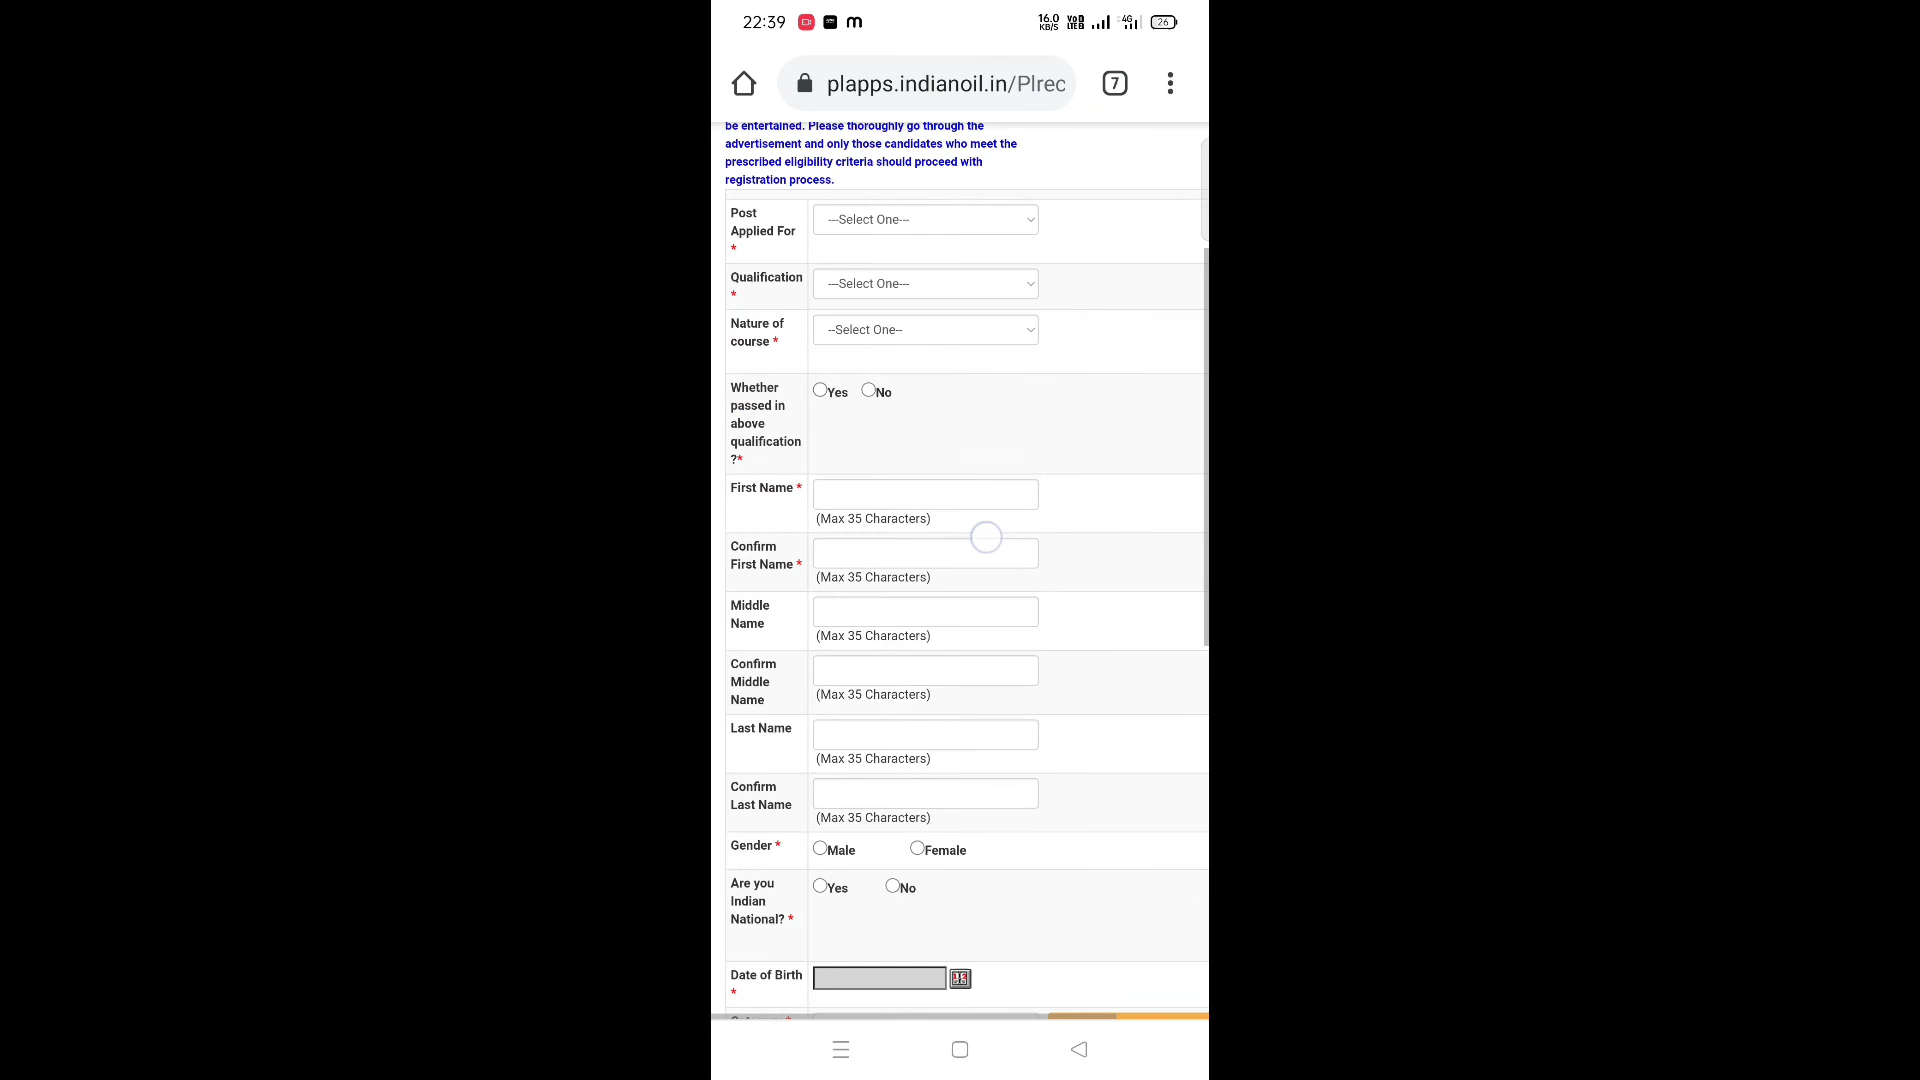 22:39 m 16.0 KB/S VoD LTE2 4G 26
plapps.indianoil.in/Plrec 7
be entertained. Please thoroughly go through the
advertisement and only those candidates who meet the
prescribed eligibility criteria should proceed with
registration process.
Post Applied For * ---Select One---
Qualification * ---Select One---
Nature of course * --Select One--
Whether passed in above qualification ?* Yes No
First Name *
(Max 35 Characters)
Confirm First Name *
(Max 35 Characters)
Middle Name
(Max 35 Characters)
Confirm Middle Name
(Max 35 Characters)
Last Name
(Max 35 Characters)
Confirm Last Name
(Max 35 Characters)
Gender * Male Female
Are you Indian National? * Yes No
Date of Birth *